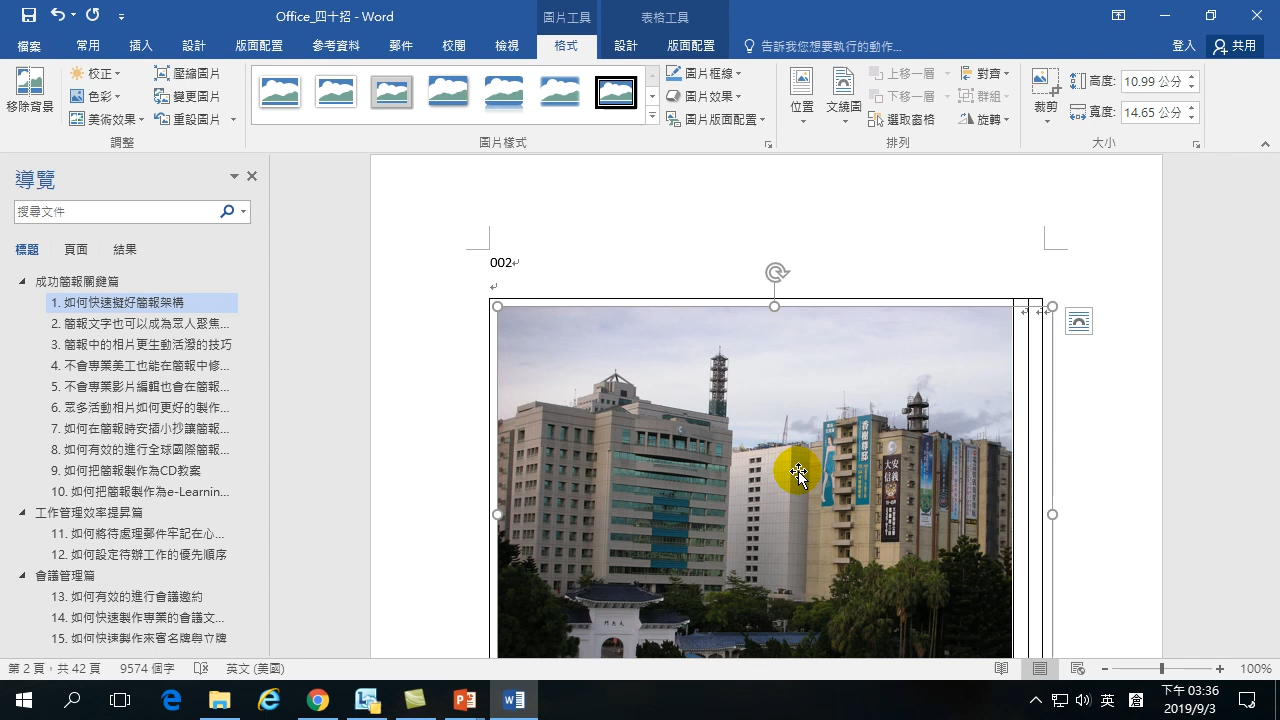 Office_四十招 - Word
圖片工具
表格工具
檔案
常用
插入
設計
版面配置
參考資料
郵件
校閱
檢視
格式
設計
版面配置
告訴我您想要執行的動作...
登入
共用
移除背景
校正
色彩
美術效果
壓縮圖片
變更圖片
重設圖片
調整
圖片樣式
圖片框線
圖片效果
圖片版面配置
位置
文繞圖
上移一層
下移一層
選取窗格
對齊
群組
旋轉
排列
裁剪
高度: 10.99 公分
寬度: 14.65 公分
大小
導覽
搜尋文件
標題
頁面
結果
成功簡報關鍵篇
1. 如何快速擬好簡報架構
2. 簡報文字也可以成為眾人聚焦...
3. 簡報中的相片更生動活潑的技巧
4. 不會專業美工也能在簡報中修...
5. 不會專業影片編輯也會在簡報...
6. 眾多活動相片如何更好的製作...
7. 如何在簡報時安插小抄讓簡報...
8. 如何有效的進行全球國際簡報...
9. 如何把簡報製作為CD教案
10. 如何把簡報製作為e-Learnin...
工作管理效率提昇篇
11. 如何將待處理郵件牢記在心...
12. 如何設定待辦工作的優先順序
會議管理篇
13. 如何有效的進行會議邀約
14. 如何快速製作專業的會議文...
15. 如何快速製作來賓名牌與立牌
002
香榭尊邸
安義
大信
第 2 頁，共 42 頁
9574 個字
英文 (美國)
100%
英
下午 03:36
2019/9/3